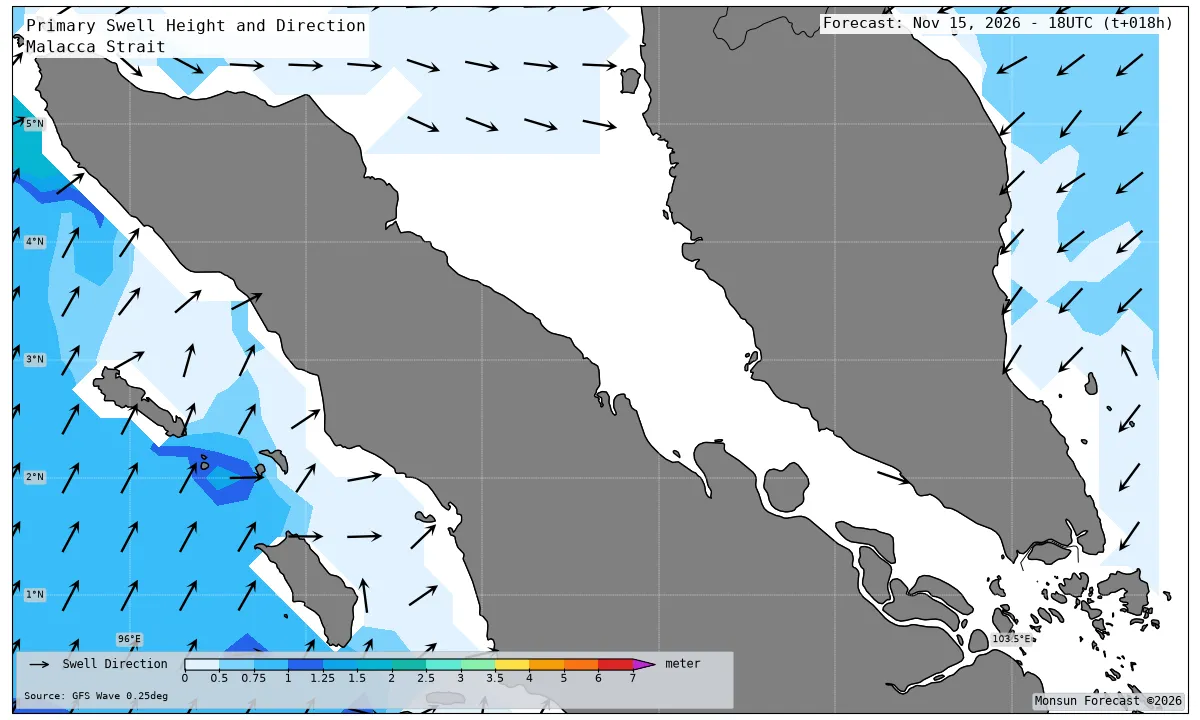 Primary Swell Height and Direction
Malacca Strait
Forecast: Nov 15, 2026 - 18UTC (t+018h)
5°N
4°N
3°N
2°N
1°N
96°E
103.5°E
Swell Direction
0 0.5 0.75 1 1.25 1.5 2 2.5 3 3.5 4 5 6 7
meter
Source: GFS Wave 0.25deg
Monsun Forecast ©2026